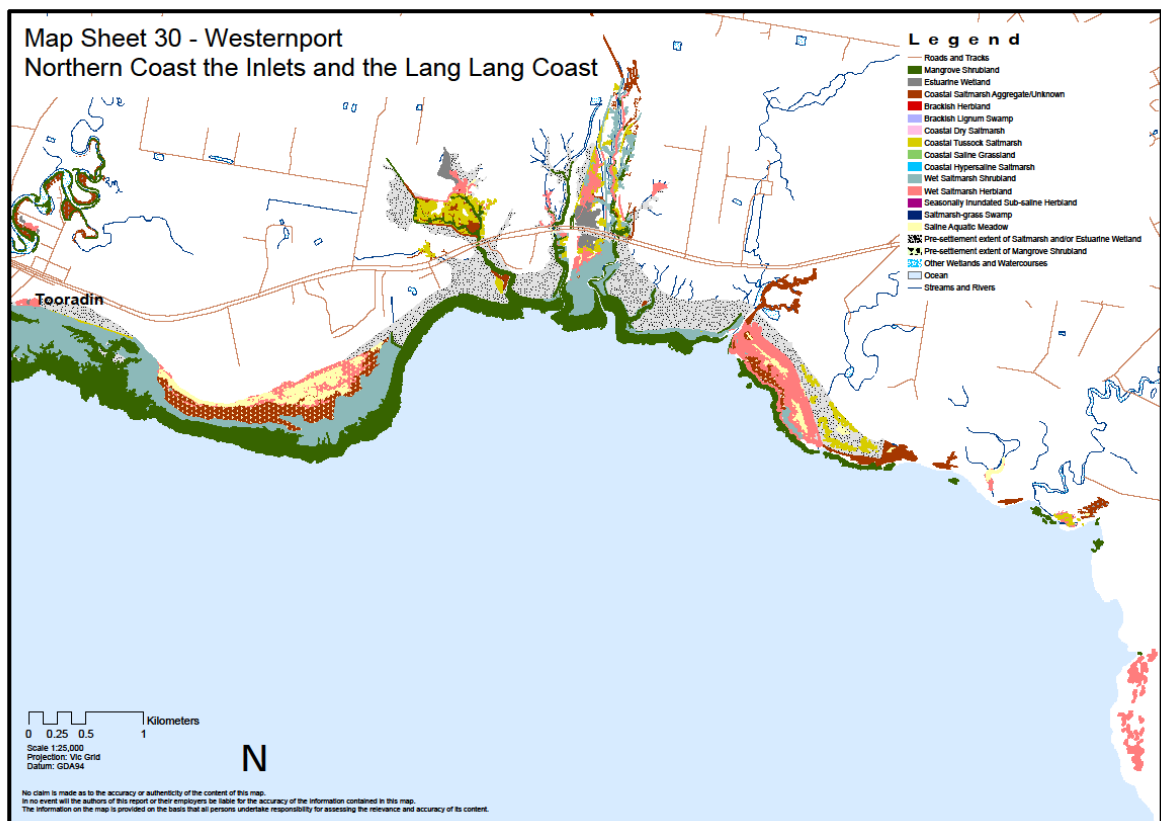 Map Sheet 30 - Westernport
Northern Coast the Inlets and the Lang Lang Coast
Legend
Roads and Tracks
Mangrove Shrubland
Estuarine Wetland
Coastal Saltmarsh Aggregate/Unknown
Brackish Herbland
Brackish Lignum Swamp
Coastal Dry Saltmarsh
Coastal Tussock Saltmarsh
Coastal Saline Grassland
Coastal Hypersaline Saltmarsh
Wet Saltmarsh Shrubland
Wet Saltmarsh Herbland
Seasonally Inundated Sub-saline Herbland
Saltmarsh-grass Swamp
Saline Aquatic Meadow
Pre-settlement extent of Saltmarsh and/or Estuarine Wetland
Pre-settlement extent of Mangrove Shrubland
Other Wetlands and Watercourses
Ocean
Streams and Rivers
Tooradin
Kilometers
0 0.25 0.5 1
Scale 1:25,000
Projection: Vic Grid
Datum: GDA94
N
No claim is made as to the accuracy or authenticity of the content of this map.
In no event will the authors of this report or their employers be liable for the accuracy of the information contained in this map.
The information on the map is provided on the basis that all persons undertake responsibility for assessing the relevance and accuracy of its content.